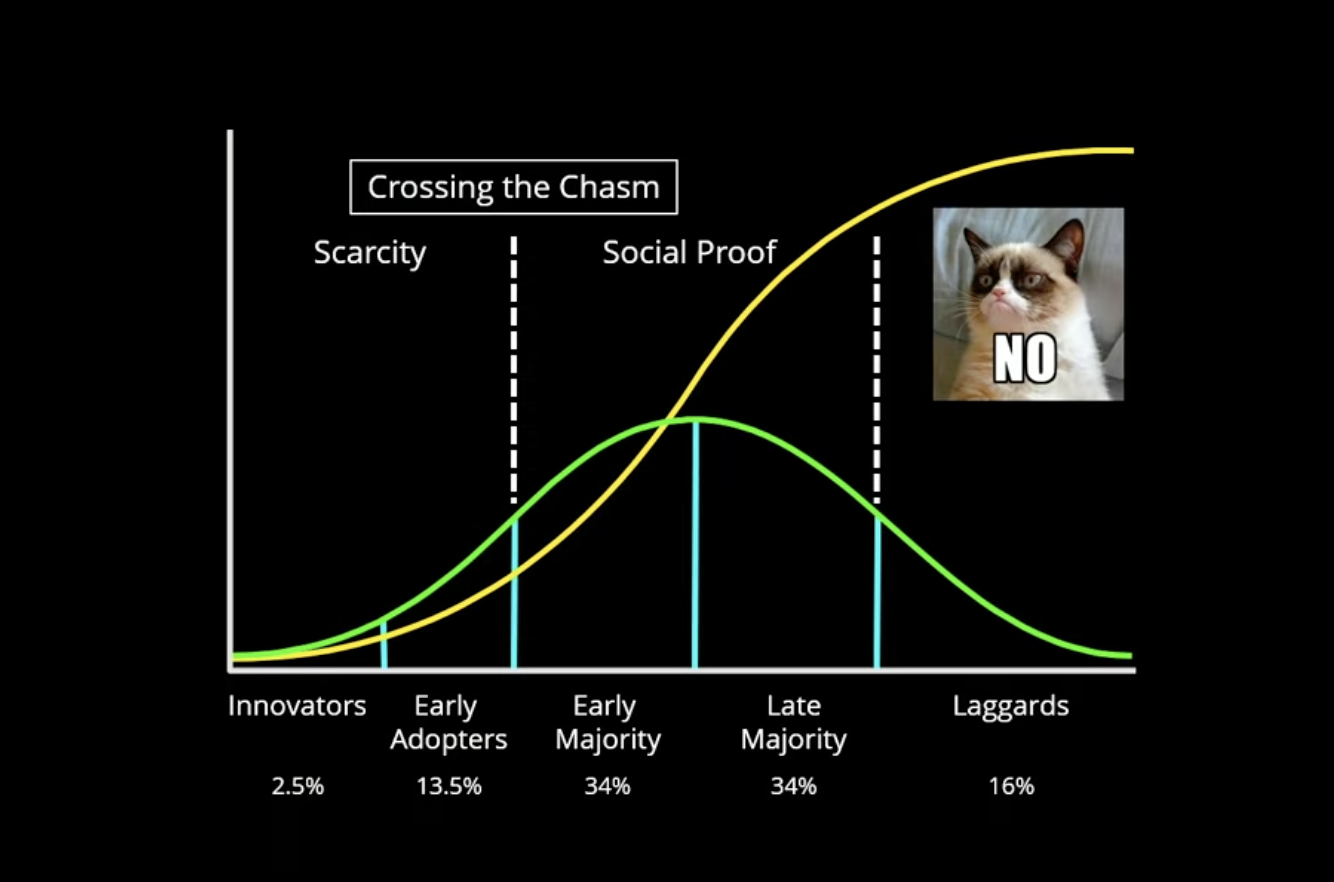 Crossing the Chasm
Scarcity
Social Proof
NO
Innovators
Early
Adopters
Early
Majority
Late
Majority
Laggards
2.5%
13.5%
34%
34%
16%